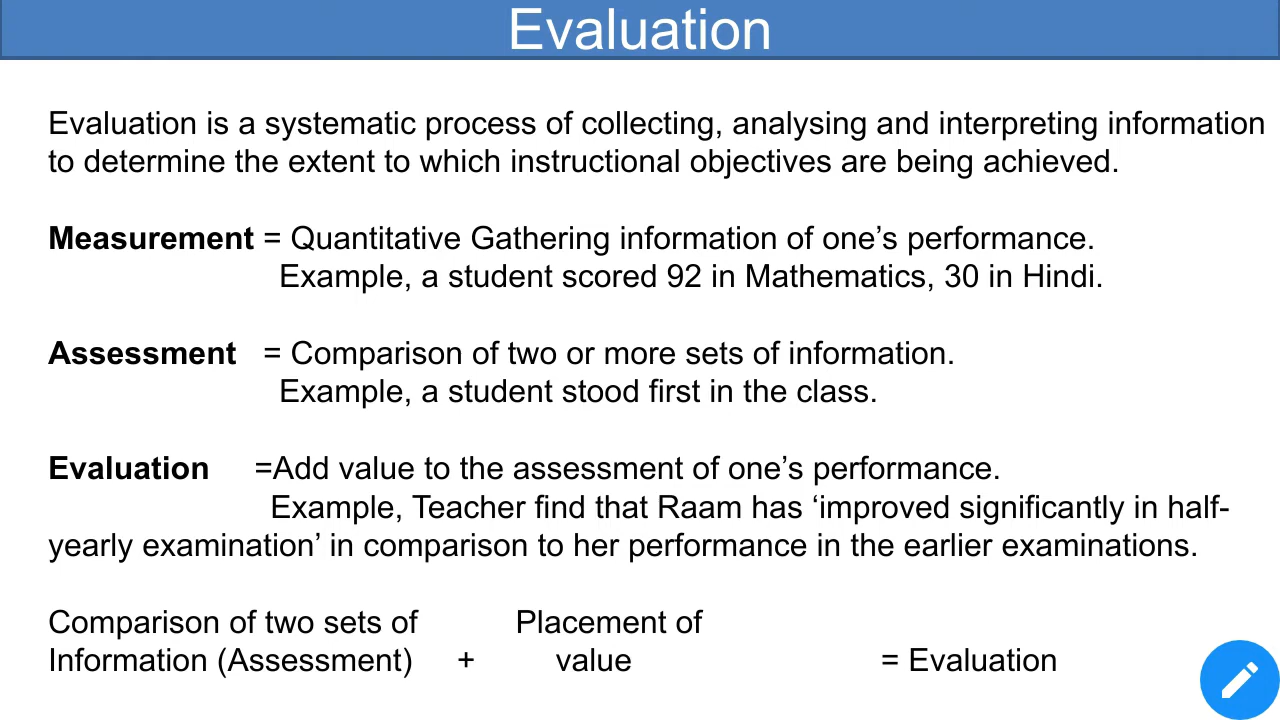 Evaluation
Evaluation is a systematic process of collecting, analysing and interpreting information
to determine the extent to which instructional objectives are being achieved.
Measurement = Quantitative Gathering information of one’s performance.
Example, a student scored 92 in Mathematics, 30 in Hindi.
Assessment = Comparison of two or more sets of information.
Example, a student stood first in the class.
Evaluation =Add value to the assessment of one’s performance.
Example, Teacher find that Raam has ‘improved significantly in half-
yearly examination’ in comparison to her performance in the earlier examinations.
Comparison of two sets of Placement of
Information (Assessment) + value = Evaluation